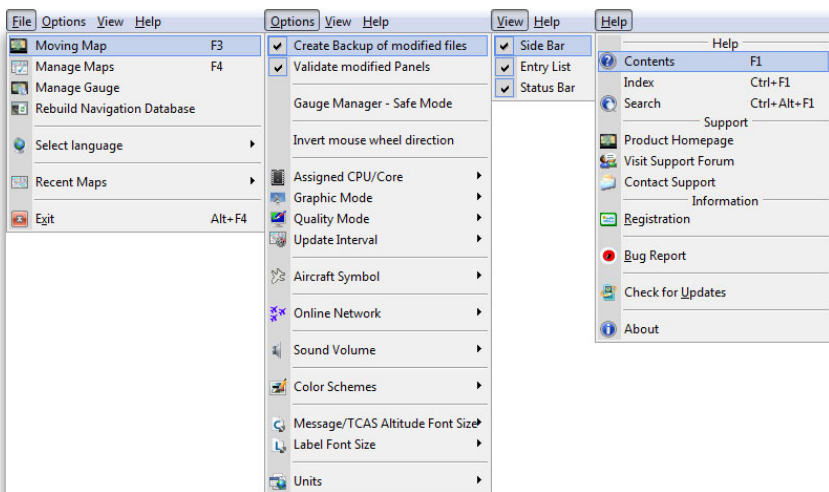 File Options View Help
Moving Map F3
Manage Maps F4
Manage Gauge
Rebuild Navigation Database
Select language
Recent Maps
Exit Alt+F4
Options View Help
Create Backup of modified files
Validate modified Panels
Gauge Manager - Safe Mode
Invert mouse wheel direction
Assigned CPU/Core
Graphic Mode
Quality Mode
Update Interval
Aircraft Symbol
Online Network
Sound Volume
Color Schemes
Message/TCAS Altitude Font Size
Label Font Size
Units
View Help
Side Bar
Entry List
Status Bar
Help
Help
Contents F1
Index Ctrl+F1
Search Ctrl+Alt+F1
Support
Product Homepage
Visit Support Forum
Contact Support
Information
Registration
Bug Report
Check for Updates
About